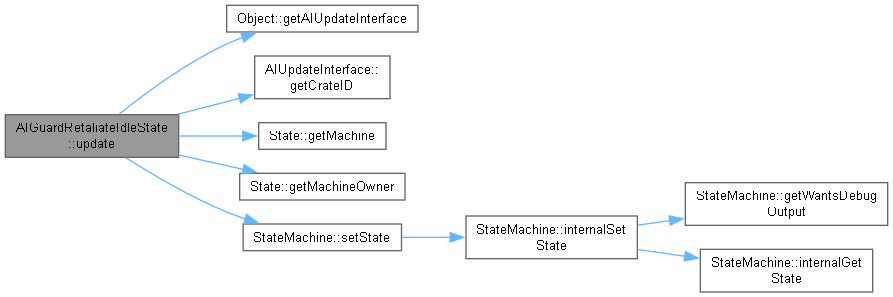 Object::getAIUpdateInterface
AIUpdateInterface::
getCrateID
AIGuardRetaliateIdleState
::update
State::getMachine
State::getMachineOwner
StateMachine::setState
StateMachine::internalSet
State
StateMachine::getWantsDebug
Output
StateMachine::internalGet
State